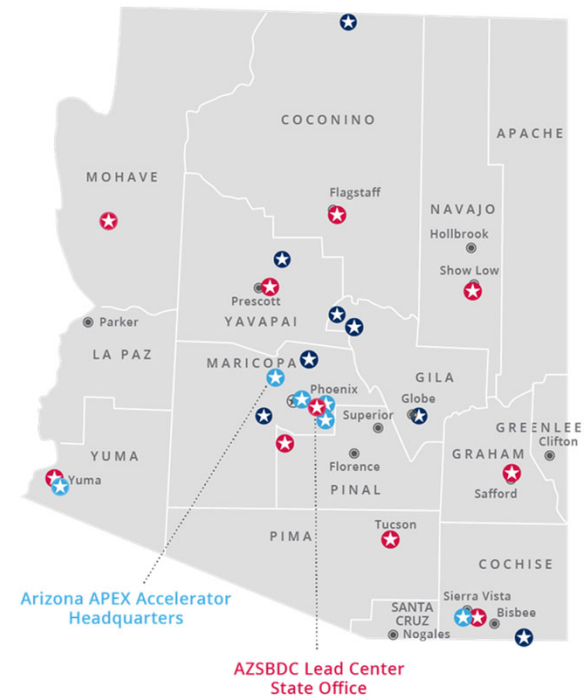 COCONINO
APACHE
MOHAVE
Flagstaff
NAVAJO
Hollbrook
Show Low
Prescott
YAVAPAI
Parker
LA PAZ
MARICOPA
GILA
Phoenix
Globe
Superior
GREENLEE
Clifton
GRAHAM
YUMA
Yuma
Florence
PINAL
Safford
Tucson
PIMA
COCHISE
Sierra Vista
Bisbee
SANTA
CRUZ
Nogales
Arizona APEX Accelerator
Headquarters
AZSBDC Lead Center
State Office